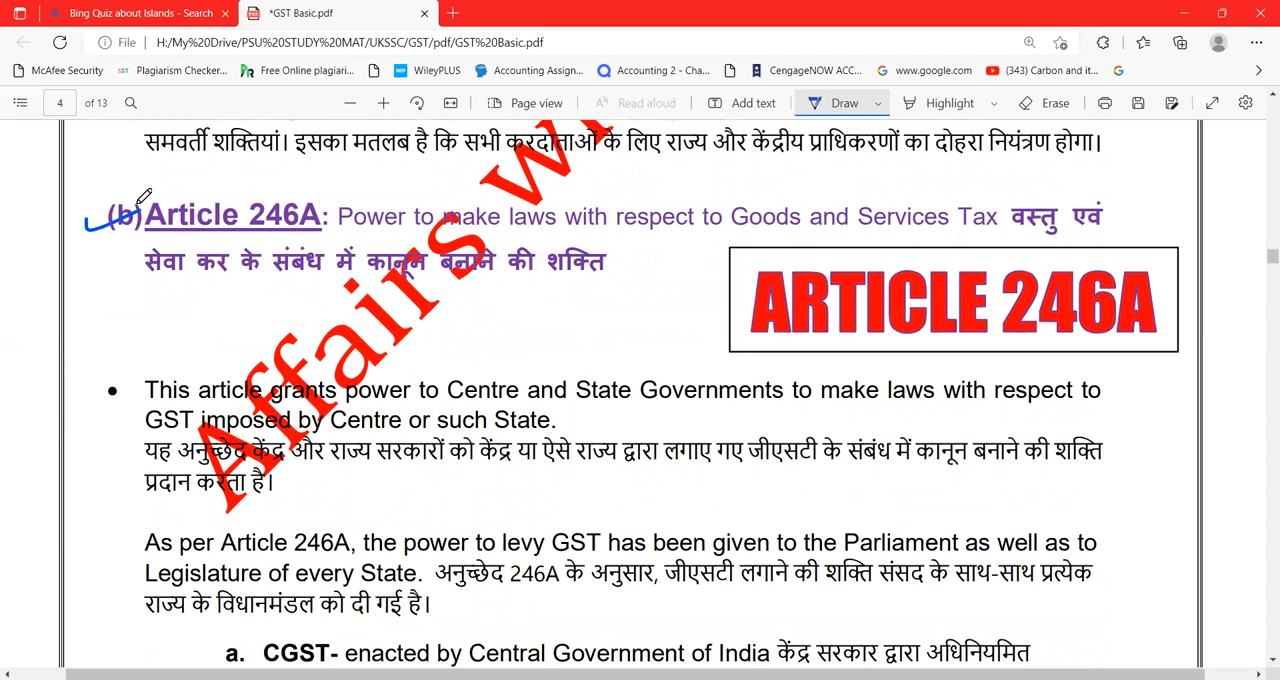 Bing Quiz about Islands - Search
*GST Basic.pdf
File H:/My%20Drive/PSU%20STUDY%20MAT/UKSSC/GST/pdf/GST%20Basic.pdf
McAfee Security SST Plagiarism Checker... Free Online plagiari... WP WileyPLUS Accounting Assign... Accounting 2 - Cha... CengageNOW ACC... www.google.com (343) Carbon and it...
4 of 13 Page view Read aloud Add text Draw Highlight Erase
समवर्ती शक्तियां। इसका मतलब है कि सभी करदाताओं के लिए राज्य और केंद्रीय प्राधिकरणों का दोहरा नियंत्रण होगा।
(b) Article 246A: Power to make laws with respect to Goods and Services Tax वस्तु एवं
सेवा कर के संबंध में कानून बनाने की शक्ति
ARTICLE 246A
Affairs wi
• This article grants power to Centre and State Governments to make laws with respect to
GST imposed by Centre or such State.
यह अनुच्छेद केंद्र और राज्य सरकारों को केंद्र या ऐसे राज्य द्वारा लगाए गए जीएसटी के संबंध में कानून बनाने की शक्ति
प्रदान करता है।
As per Article 246A, the power to levy GST has been given to the Parliament as well as to
Legislature of every State. अनुच्छेद 246A के अनुसार, जीएसटी लगाने की शक्ति संसद के साथ-साथ प्रत्येक
राज्य के विधानमंडल को दी गई है।
a. CGST- enacted by Central Government of India केंद्र सरकार द्वारा अधिनियमित